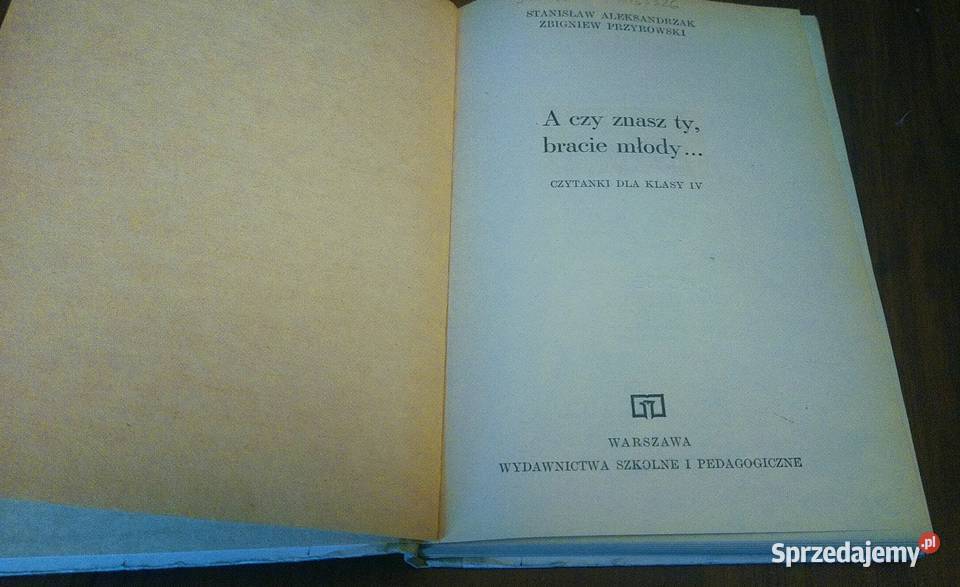 STANISŁAW ALEKSANDRZAK
ZBIGNIEW PRZYROWSKI
A czy znasz ty,
bracie młody...
CZYTANKI DLA KLASY IV
WARSZAWA
WYDAWNICTWA SZKOLNE I PEDAGOGICZNE
Sprzedajemy.pl